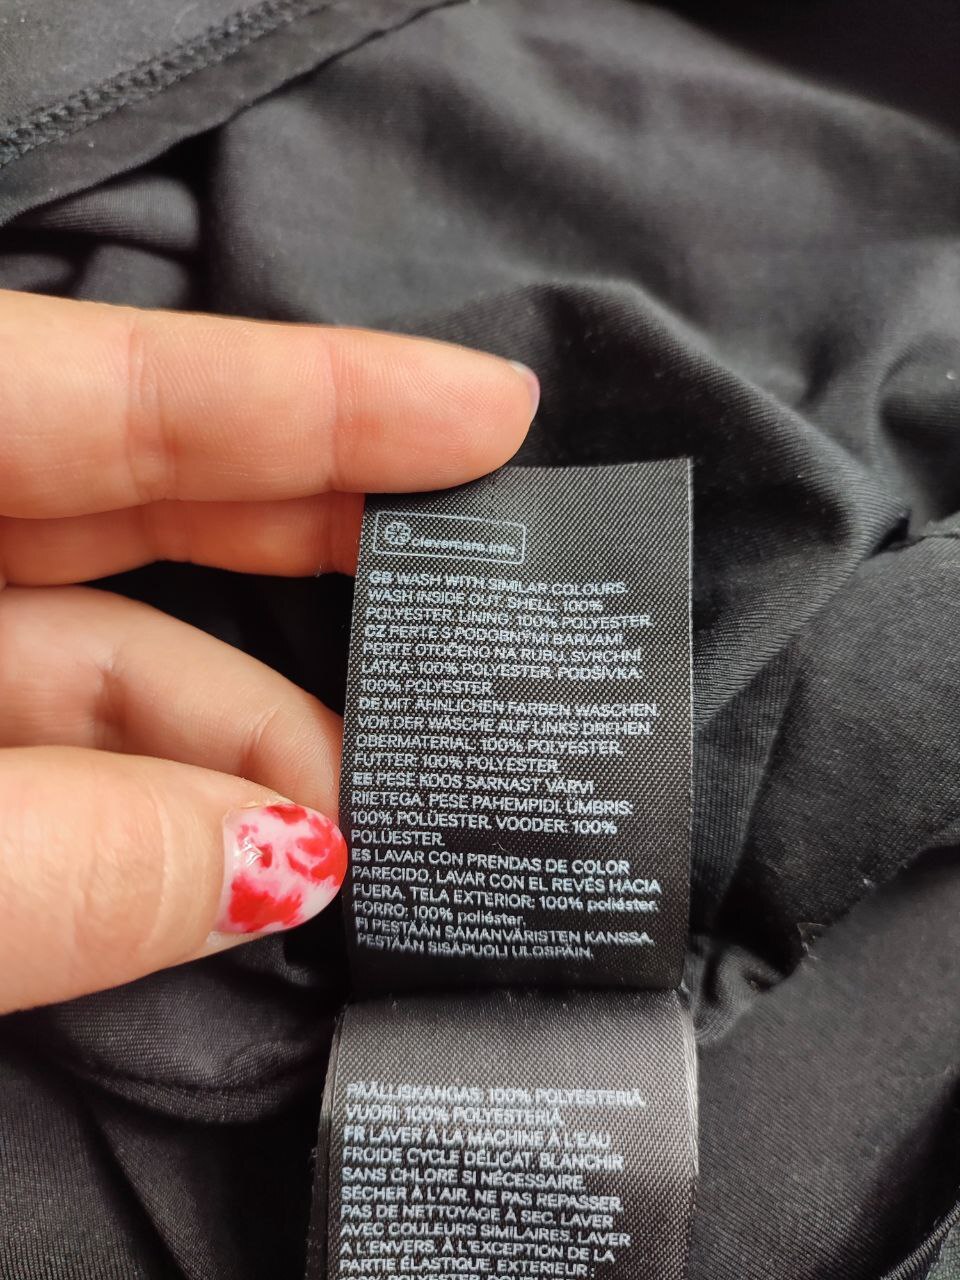 clevercare.info
GB WASH WITH SIMILAR COLOURS.
WASH INSIDE OUT. SHELL: 100%
POLYESTER. LINING: 100% POLYESTER.
CZ PERTE S PODOBNÝMI BARVAMI.
PERTE OTOČENO NA RUBU. SVRCHNÍ
LÁTKA: 100% POLYESTER. PODŠÍVKA:
100% POLYESTER.
DE MIT ÄHNLICHEN FARBEN WASCHEN
VOR DER WÄSCHE AUF LINKS DREHEN
OBERMATERIAL: 100% POLYESTER.
FUTTER: 100% POLYESTER.
EE PESE KOOS SARNAST VÄRVI
RIIETEGA. PESE PAHEMPIDI. ÜMBRIS:
100% POLÜESTER. VOODER: 100%
POLÜESTER.
ES LAVAR CON PRENDAS DE COLOR
PARECIDO. LAVAR CON EL REVÉS HACIA
FUERA. TELA EXTERIOR: 100% poliéster.
FORRO: 100% poliéster.
FI PESTÄÄN SAMANVÄRISTEN KANSSA.
PESTÄÄN SISÄPUOLI ULOSPÄIN.
PÄÄLLISKANGAS: 100% POLYESTERIÄ.
VUORI: 100% POLYESTERIÄ.
FR LAVER À LA MACHINE À L'EAU
FROIDE CYCLE DÉLICAT. BLANCHIR
SANS CHLORE SI NÉCESSAIRE.
SÉCHER À L'AIR. NE PAS REPASSER.
PAS DE NETTOYAGE À SEC. LAVER
AVEC COULEURS SIMILAIRES. LAVER
À L'ENVERS. À L'EXCEPTION DE LA
PARTIE ÉLASTIQUE. EXTÉRIEUR: